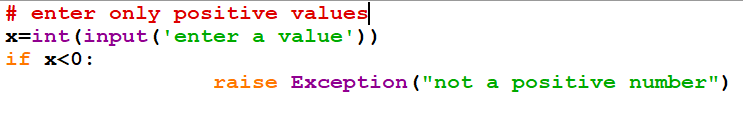 # enter only positive values
x=int(input('enter a value'))
if x<0:
                raise Exception("not a positive number")